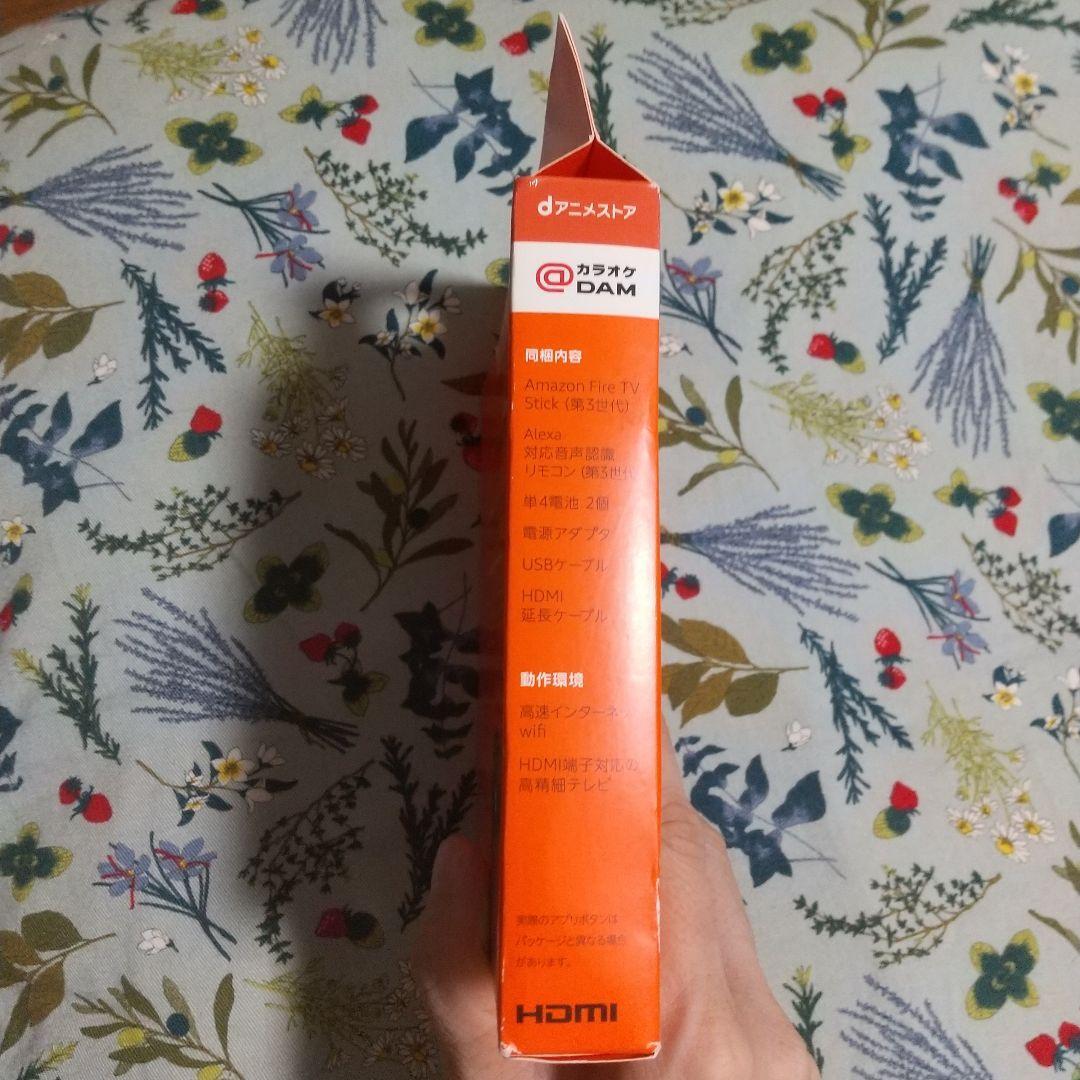 dアニメストア
@カラオケ
DAM
同梱内容
Amazon Fire TV
Stick (第3世代)
Alexa
対応音声認識
リモコン (第3世代
単4電池 2個
電源アダプタ
USBケーブル
HDMI
延長ケーブル
動作環境
高速インターネッ
wifi
HDMI端子対応の
高精細テレビ
実際のアプリボタンは
パッケージと異なる場合
があります。
HDMI